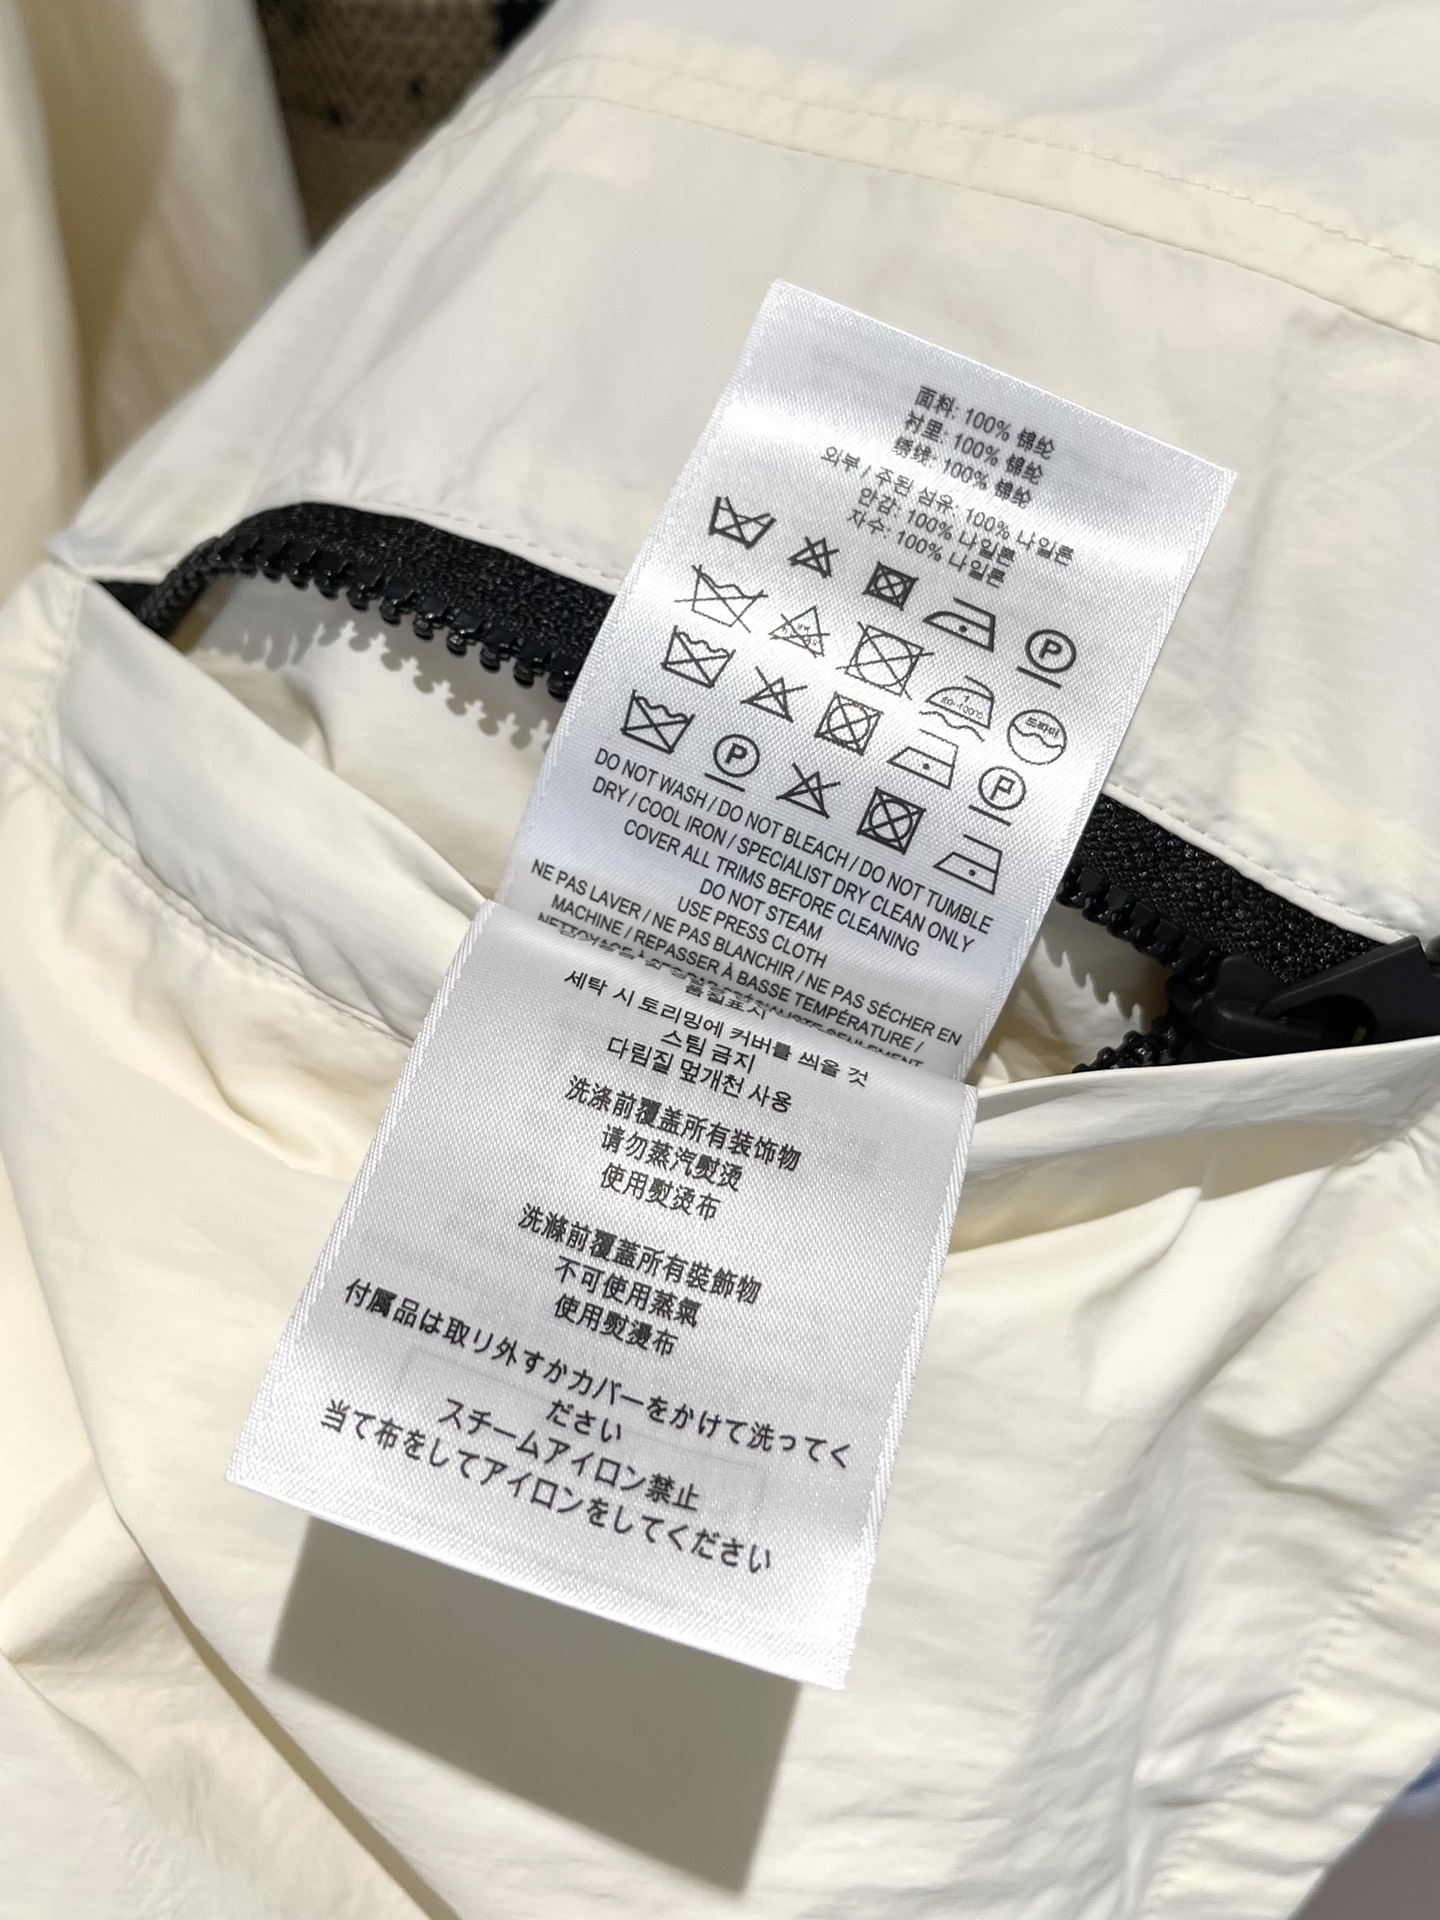 面料: 100% 锦纶
衬里: 100% 锦纶
绣线: 100% 锦纶
외부 / 주된 섬유: 100% 나일론
안감: 100% 나일론
자수: 100% 나일론
P
드라이
P
P
DO NOT WASH / DO NOT BLEACH / DO NOT TUMBLE
DRY / COOL IRON / SPECIALIST DRY CLEAN ONLY
COVER ALL TRIMS BEFORE CLEANING
DO NOT STEAM
USE PRESS CLOTH
NE PAS LAVER / NE PAS BLANCHIR / NE PAS SÉCHER EN
MACHINE / REPASSER À BASSE TEMPÉRATURE /
NETTOYAGE SEULEMENT
품질표시
세탁 시 토리밍에 커버를 씌울 것
스팀 금지
다림질 덮개천 사용
洗涤前覆盖所有装饰物
请勿蒸汽熨烫
使用熨烫布
洗滌前覆蓋所有裝飾物
不可使用蒸氣
使用熨燙布
付属品は取り外すかカバーをかけて洗ってく
ださい
スチームアイロン禁止
当て布をしてアイロンをしてください